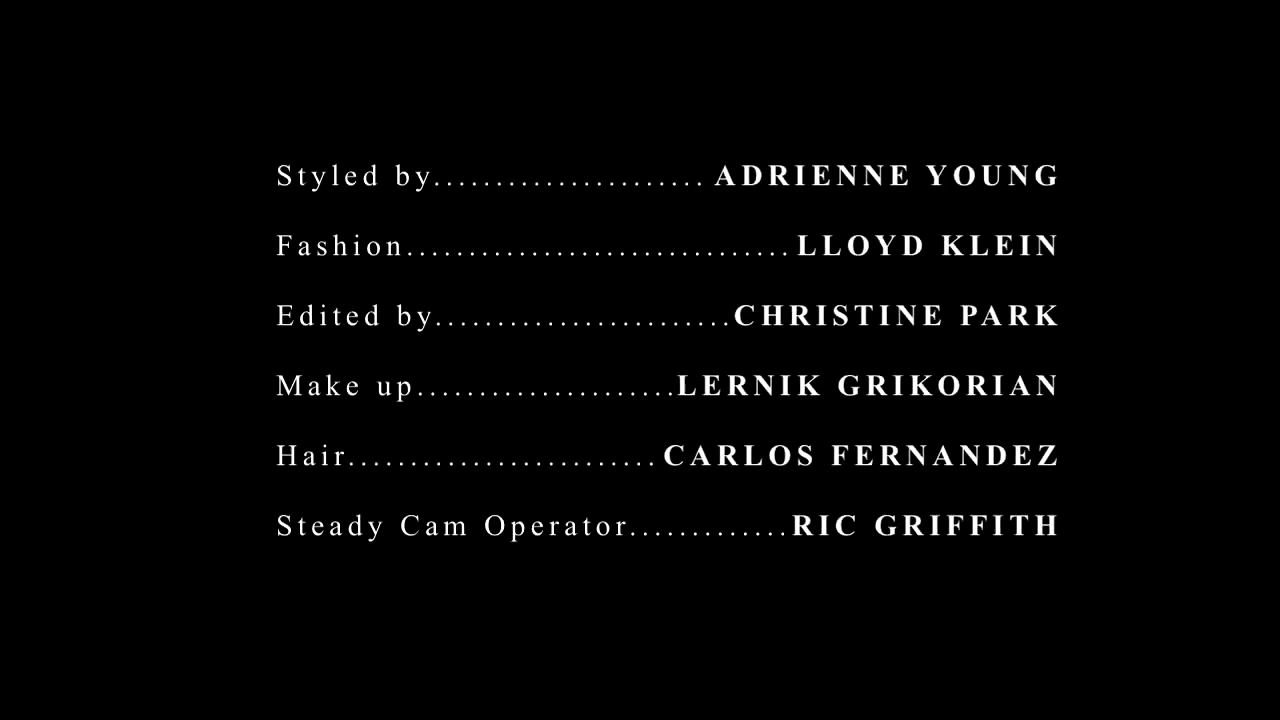 Styled by...................... ADRIENNE YOUNG
Fashion............................... LLOYD KLEIN
Edited by........................CHRISTINE PARK
Make up.....................LERNIK GRIKORIAN
Hair......................... CARLOS FERNANDEZ
Steady Cam Operator.............RIC GRIFFITH